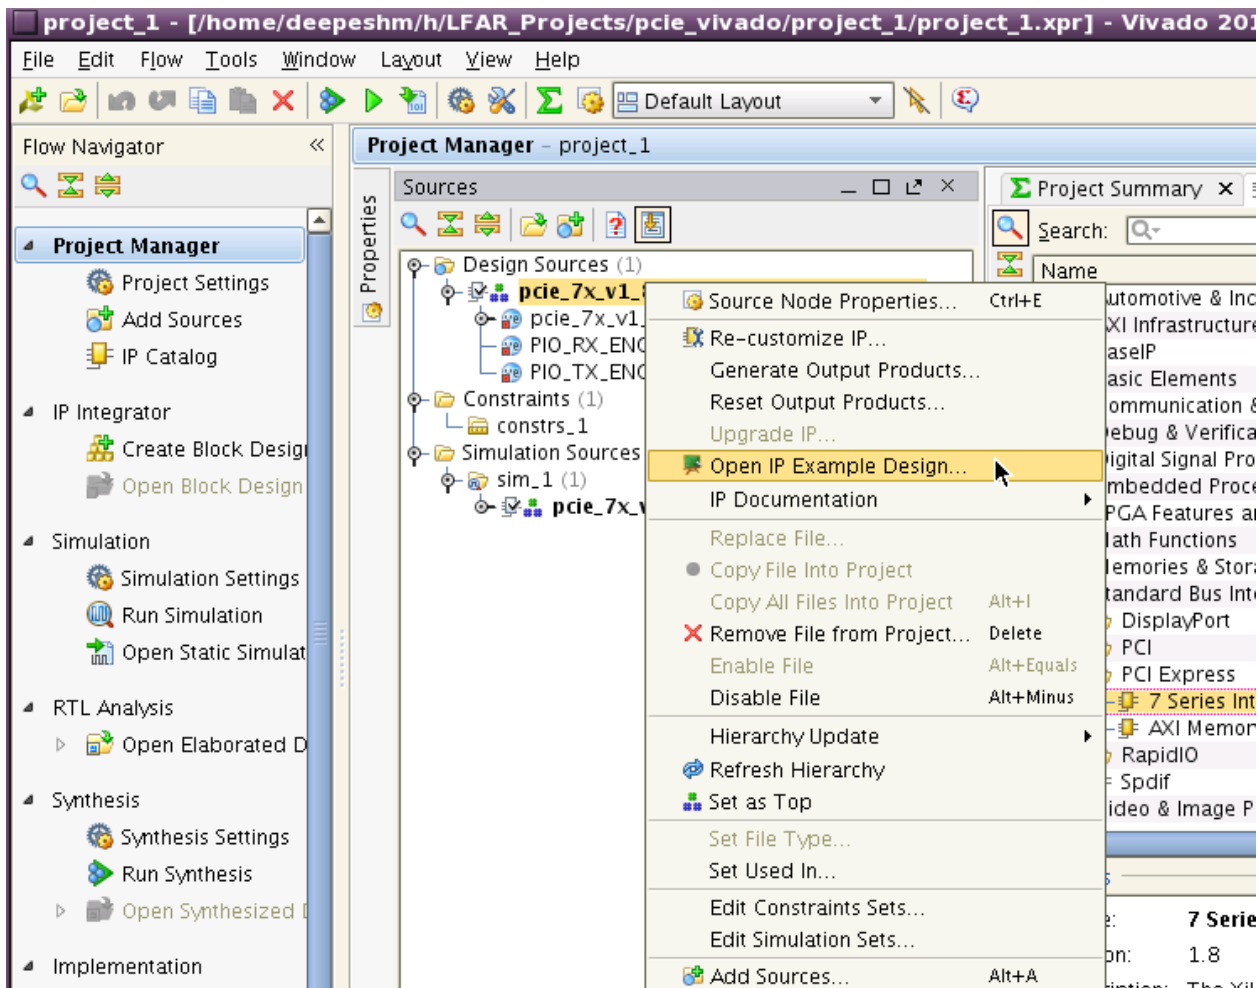 project_1 - [/home/deepeshm/h/LFAR_Projects/pcie_vivado/project_1/project_1.xpr] - Vivado 201
File Edit Flow Tools Window Layout View Help
Default Layout
Flow Navigator
Project Manager
Project Settings
Add Sources
IP Catalog
IP Integrator
Create Block Desig
Open Block Design
Simulation
Simulation Settings
Run Simulation
Open Static Simulat
RTL Analysis
Open Elaborated D
Synthesis
Synthesis Settings
Run Synthesis
Open Synthesized
Implementation
Project Manager - project_1
Properties
Sources
Design Sources (1)
pcie_7x_v1_
pcie_7x_v1_
PIO_RX_ENG
PIO_TX_ENG
Constraints (1)
constrs_1
Simulation Sources
sim_1 (1)
pcie_7x_v
Source Node Properties... Ctrl+E
Re-customize IP...
Generate Output Products...
Reset Output Products...
Upgrade IP...
Open IP Example Design...
IP Documentation
Replace File...
Copy File Into Project
Copy All Files Into Project Alt+I
Remove File from Project... Delete
Enable File Alt+Equals
Disable File Alt+Minus
Hierarchy Update
Refresh Hierarchy
Set as Top
Set File Type...
Set Used In...
Edit Constraints Sets...
Edit Simulation Sets...
Add Sources... Alt+A
Project Summary
Search:
Name
utomotive & Inc
XI Infrastructure
aseIP
asic Elements
ommunication &
ebug & Verifica
igital Signal Pro
mbedded Proce
PGA Features a
ath Functions
emories & Stora
tandard Bus Int
DisplayPort
PCI
PCI Express
7 Series Int
AXI Memor
RapidIO
Spdif
ideo & Image P
7 Serie
on: 1.8